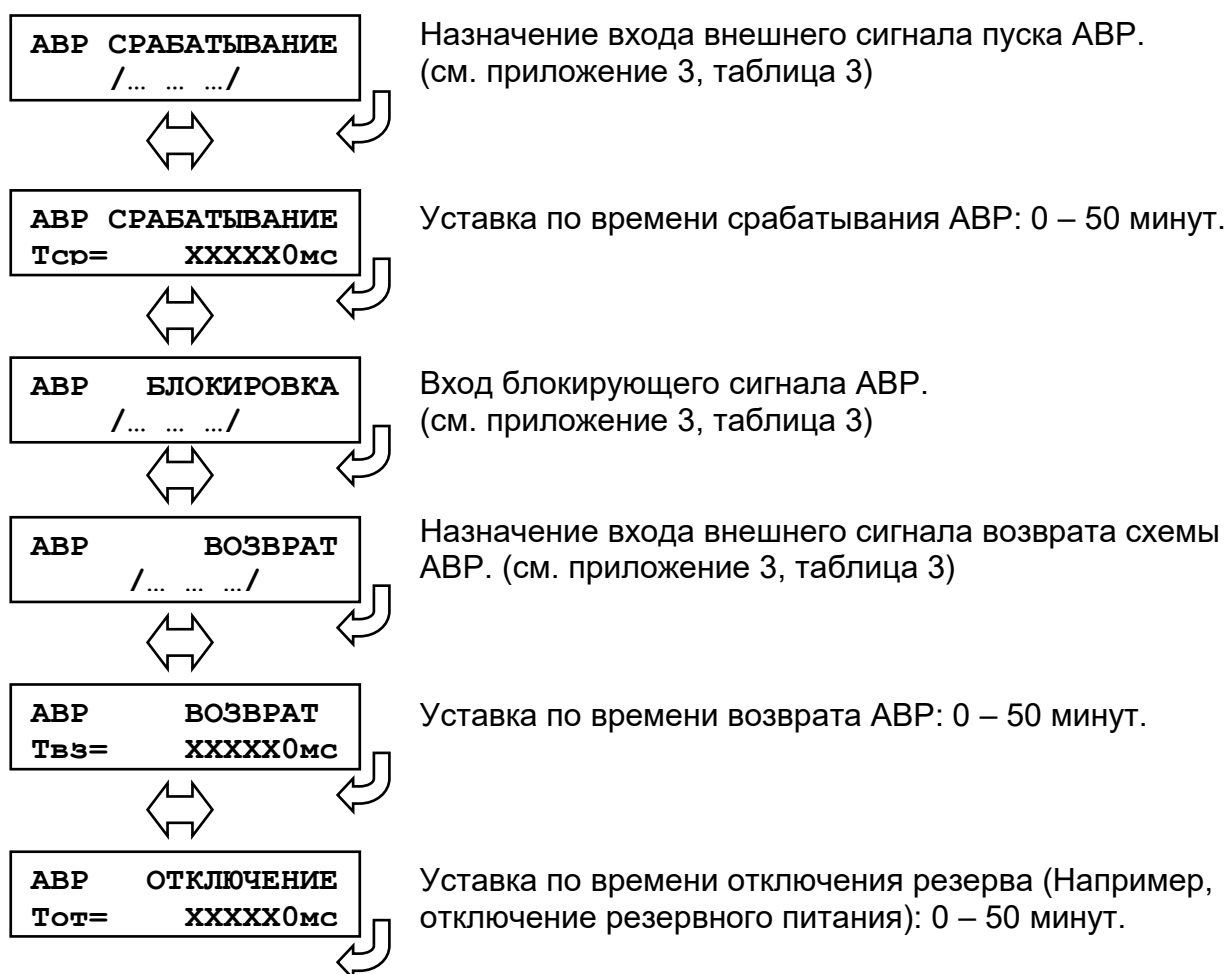 АВР СРАБАТЫВАНИЕ
/… … …/
Назначение входа внешнего сигнала пуска АВР.
(см. приложение 3, таблица 3)
АВР СРАБАТЫВАНИЕ
Тср= XXXXX0мс
Уставка по времени срабатывания АВР: 0 – 50 минут.
АВР БЛОКИРОВКА
/… … …/
Вход блокирующего сигнала АВР.
(см. приложение 3, таблица 3)
АВР ВОЗВРАТ
/… … …/
Назначение входа внешнего сигнала возврата схемы
АВР. (см. приложение 3, таблица 3)
АВР ВОЗВРАТ
Твз= XXXXX0мс
Уставка по времени возврата АВР: 0 – 50 минут.
АВР ОТКЛЮЧЕНИЕ
Тот= XXXXX0мс
Уставка по времени отключения резерва (Например,
отключение резервного питания): 0 – 50 минут.